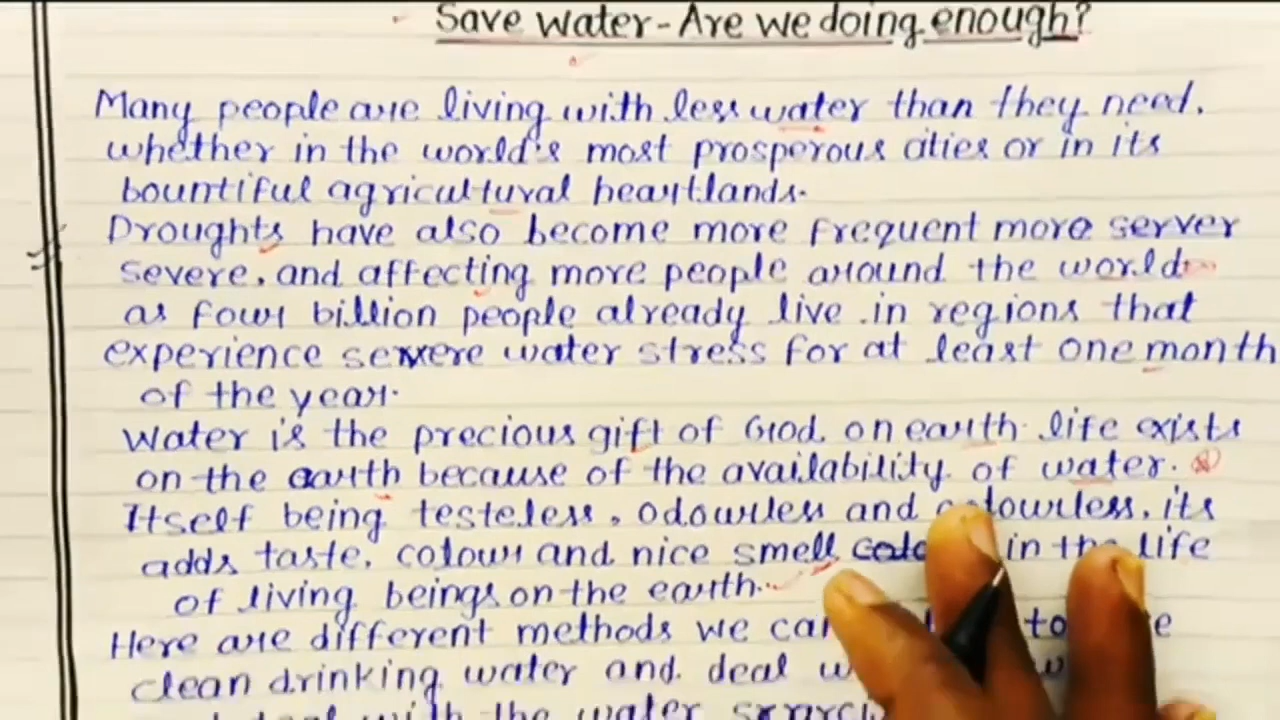 Save water - Are we doing enough?
Many people are living with less water than they need.
whether in the world's most prosperous cities or in its
bountiful agricultural heartlands.
Droughts have also become more frequent more server
severe, and affecting more people around the world
as four billion people already live in regions that
experience severe water stress for at least one month
of the year.
Water is the precious gift of God on earth life exists
on the earth because of the availability of water.
Itself being testeless, odourless and colourless, its
adds taste, colour and nice smell in the life
of living beings on the earth.
Here are different methods we can to
clean drinking water and deal
with the water